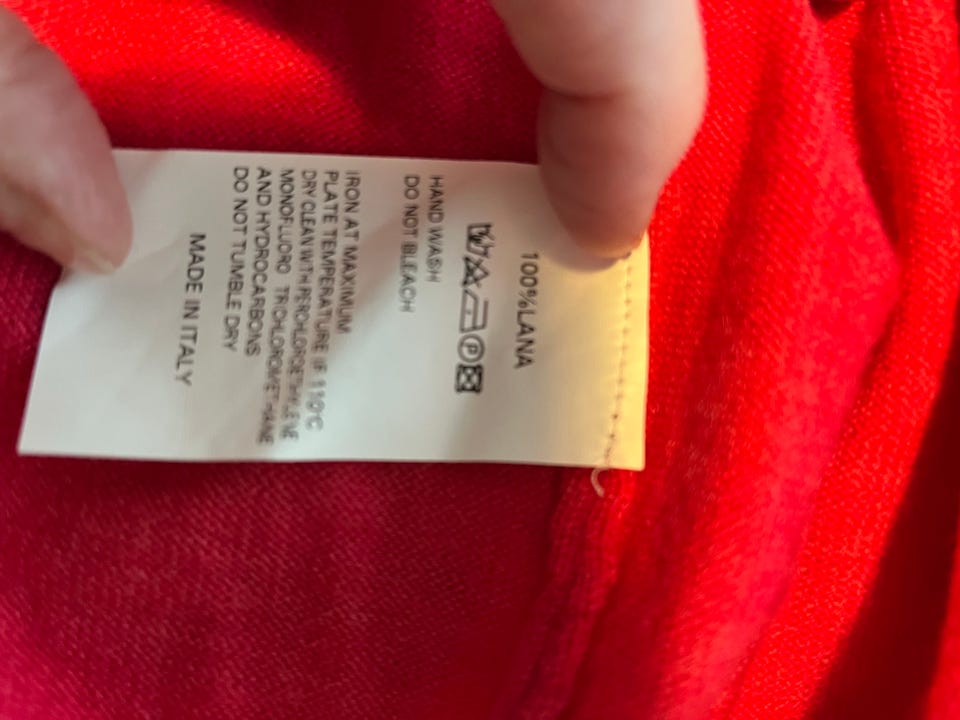 100%LANA
HAND WASH
DO NOT BLEACH
IRON AT MAXIMUM
PLATE TEMPERATURE IF 110°C
DRY CLEAN WITH PERCHLOROETHYLENE
MONOFLUORO TRICHLOROMETHANE
AND HYDROCARBONS
DO NOT TUMBLE DRY
MADE IN ITALY